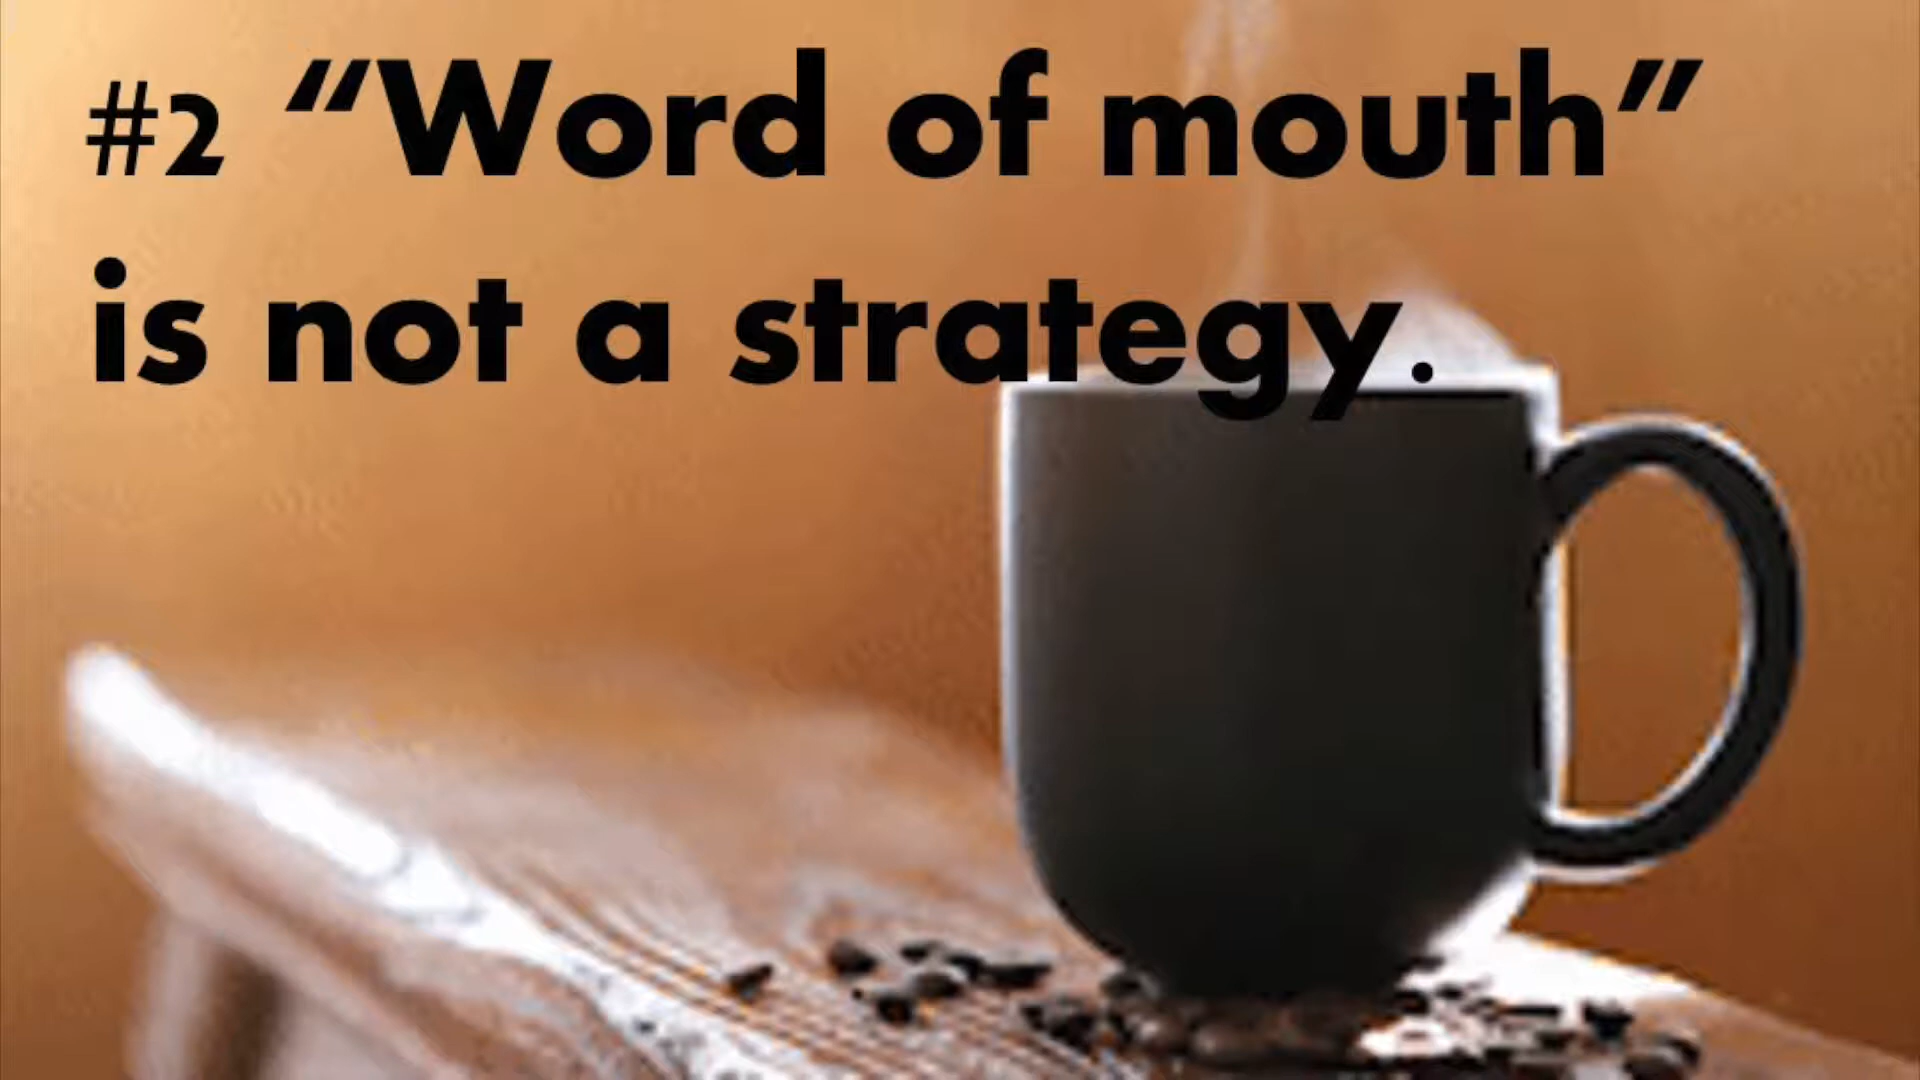 #2 “Word of mouth”
is not a strategy.